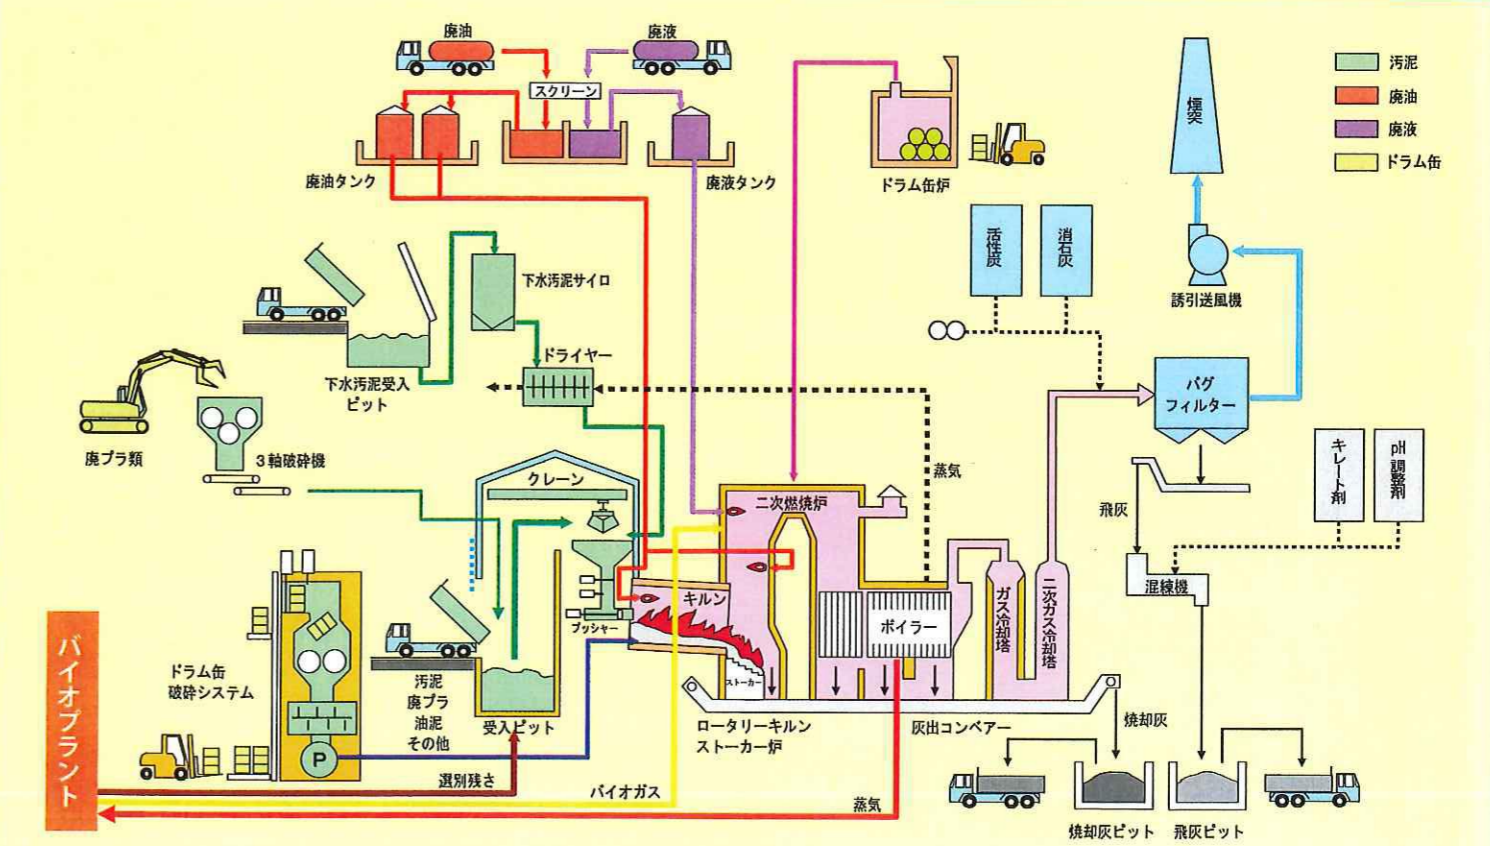 廃油
廃液
スクリーン
廃油タンク
廃液タンク
ドラム缶炉
煙突
汚泥
廃油
廃液
ドラム缶
活性炭
消石灰
誘引送風機
下水汚泥サイロ
ドライヤー
下水汚泥受入
ピット
廃プラ類
3軸破砕機
クレーン
二次燃焼炉
蒸気
バグ
フィルター
キレート剤
pH調整剤
飛灰
混練機
キルン
プッシャー
ボイラー
ガス冷却塔
二次ガス冷却塔
ストーカー
バイオプラント
ドラム缶
破砕システム
P
汚泥
廃プラ
油泥
その他
受入ピット
ロータリーキルン
ストーカー炉
灰出コンベアー
焼却灰
選別残さ
バイオガス
蒸気
焼却灰ピット
飛灰ピット